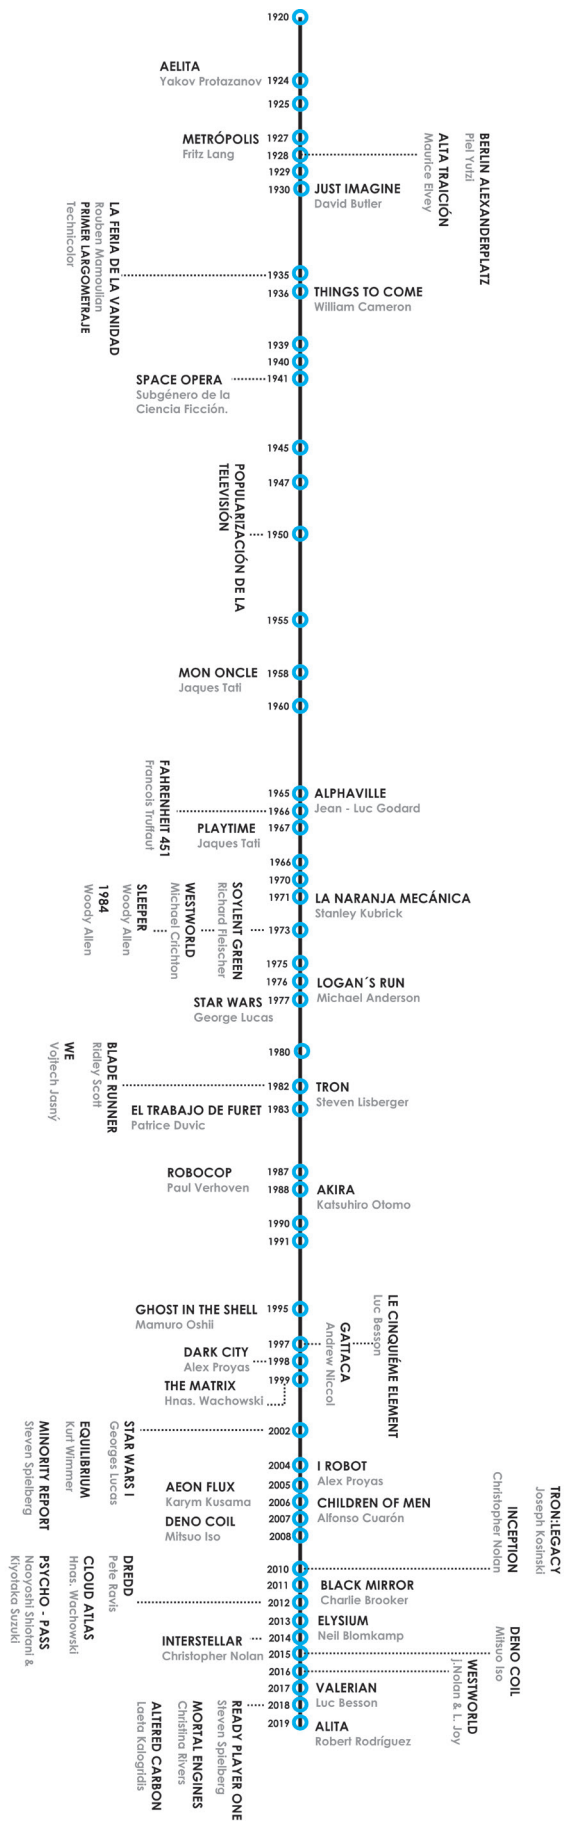 1920
AELITA
Yakov Protazanov
1924
1925
METRÓPOLIS
Fritz Lang
1927
1928
ALTA TRAICIÓN
Maurice Elvey
BERLIN ALEXANDERPLATZ
Piel Yutzi
1929
1930
JUST IMAGINE
David Butler
LA FERIA DE LA VANIDAD
Rouben Mamoulian
PRIMER LARGOMETRAJE
Technicolor
1935
1936
THINGS TO COME
William Cameron
1939
1940
1941
SPACE OPERA
Subgénero de la
Ciencia Ficción.
1945
1947
POPULARIZACIÓN DE LA
TELEVISIÓN
1950
1955
MON ONCLE
Jaques Tati
1958
1960
1965
ALPHAVILLE
Jean - Luc Godard
FAHRENHEIT 451
Francois Truffaut
1966
PLAYTIME
Jaques Tati
1967
1966
1970
1971
LA NARANJA MECÁNICA
Stanley Kubrick
SOYLENT GREEN
Richard Fleischer
WESTWORLD
Michael Crichton
SLEEPER
Woody Allen
1984
Woody Allen
1973
1975
1976
LOGAN´S RUN
Michael Anderson
STAR WARS
George Lucas
1977
1980
BLADE RUNNER
Ridley Scott
WE
Vojtech Jasný
1982
TRON
Steven Lisberger
EL TRABAJO DE FURET
Patrice Duvic
1983
ROBOCOP
Paul Verhoven
1987
1988
AKIRA
Katsuhiro Otomo
1990
1991
GHOST IN THE SHELL
Mamuro Oshii
1995
1997
GATTACA
Andrew Niccol
LE CINQUIÉME ELEMENT
Luc Besson
DARK CITY
Alex Proyas
1998
THE MATRIX
Hnas. Wachowski
1999
STAR WARS I
Georges Lucas
EQUILIBRIUM
Kurt Wimmer
MINORITY REPORT
Steven Spielberg
2002
2004
I ROBOT
Alex Proyas
AEON FLUX
Karym Kusama
2005
2006
CHILDREN OF MEN
Alfonso Cuarón
DENO COIL
Mitsuo Iso
2007
2008
2010
INCEPTION
Christopher Nolan
TRON:LEGACY
Joseph Kosinski
2011
BLACK MIRROR
Charlie Brooker
DREDD
Pete Ravis
CLOUD ATLAS
Hnas. Wachowski
PSYCHO - PASS
Naoyoshi Shiotani &
Kiyotaka Suzuki
2012
2013
ELYSIUM
Neil Blomkamp
INTERSTELLAR
Christopher Nolan
2014
2015
DENO COIL
Mitsuo Iso
2016
WESTWORLD
j.Nolan & L. Joy
2017
VALERIAN
Luc Besson
READY PLAYER ONE
Steven Spielberg
MORTAL ENGINES
Christina Rivers
ALTERED CARBON
Laeta Kalogridis
2018
2019
ALITA
Robert Rodríguez